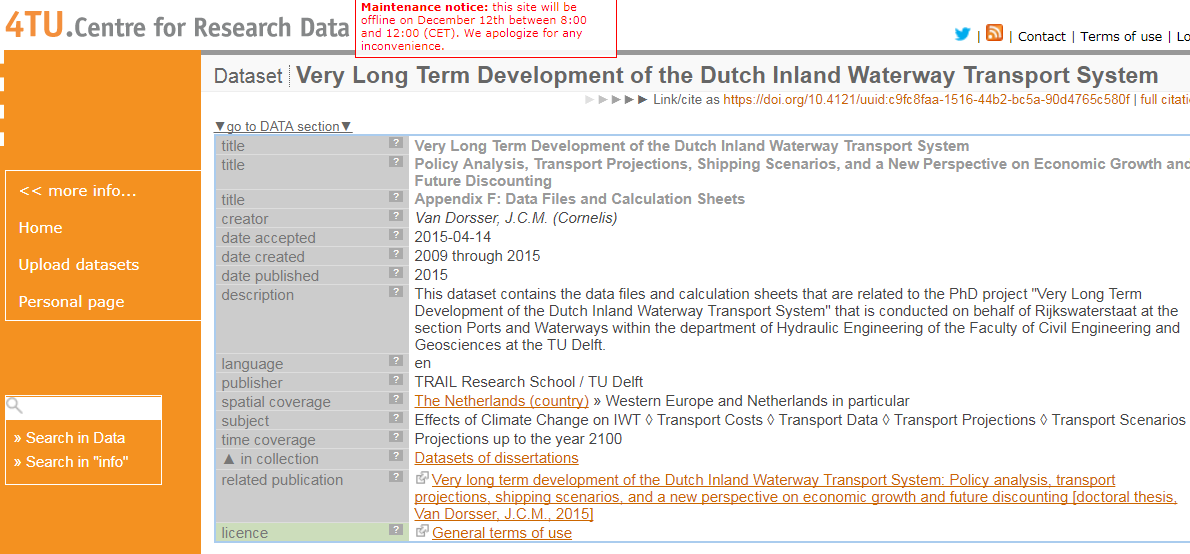 4TU.Centre for Research Data
Maintenance notice: this site will be
offline on December 12th between 8:00
and 12:00 (CET). We apologize for any
inconvenience.
| | Contact | Terms of use | Lo
Dataset Very Long Term Development of the Dutch Inland Waterway Transport System
▶▶▶▶▶ Link/cite as https://doi.org/10.4121/uuid:c9fc8faa-1516-44b2-bc5a-90d4765c580f | full citatio
▼go to DATA section▼
<< more info...
Home
Upload datasets
Personal page
» Search in Data
» Search in "info"
title ? Very Long Term Development of the Dutch Inland Waterway Transport System
title ? Policy Analysis, Transport Projections, Shipping Scenarios, and a New Perspective on Economic Growth and
Future Discounting
title ? Appendix F: Data Files and Calculation Sheets
creator ? Van Dorsser, J.C.M. (Cornelis)
date accepted ? 2015-04-14
date created ? 2009 through 2015
date published ? 2015
description ? This dataset contains the data files and calculation sheets that are related to the PhD project "Very Long Term
Development of the Dutch Inland Waterway Transport System" that is conducted on behalf of Rijkswaterstaat at the
section Ports and Waterways within the department of Hydraulic Engineering of the Faculty of Civil Engineering and
Geosciences at the TU Delft.
language ? en
publisher ? TRAIL Research School / TU Delft
spatial coverage ? The Netherlands (country) » Western Europe and Netherlands in particular
subject ? Effects of Climate Change on IWT ◊ Transport Costs ◊ Transport Data ◊ Transport Projections ◊ Transport Scenarios
time coverage ? Projections up to the year 2100
▲ in collection ? Datasets of dissertations
related publication ? Very long term development of the Dutch Inland Waterway Transport System: Policy analysis, transport
projections, shipping scenarios, and a new perspective on economic growth and future discounting [doctoral thesis,
Van Dorsser, J.C.M., 2015]
licence ? General terms of use